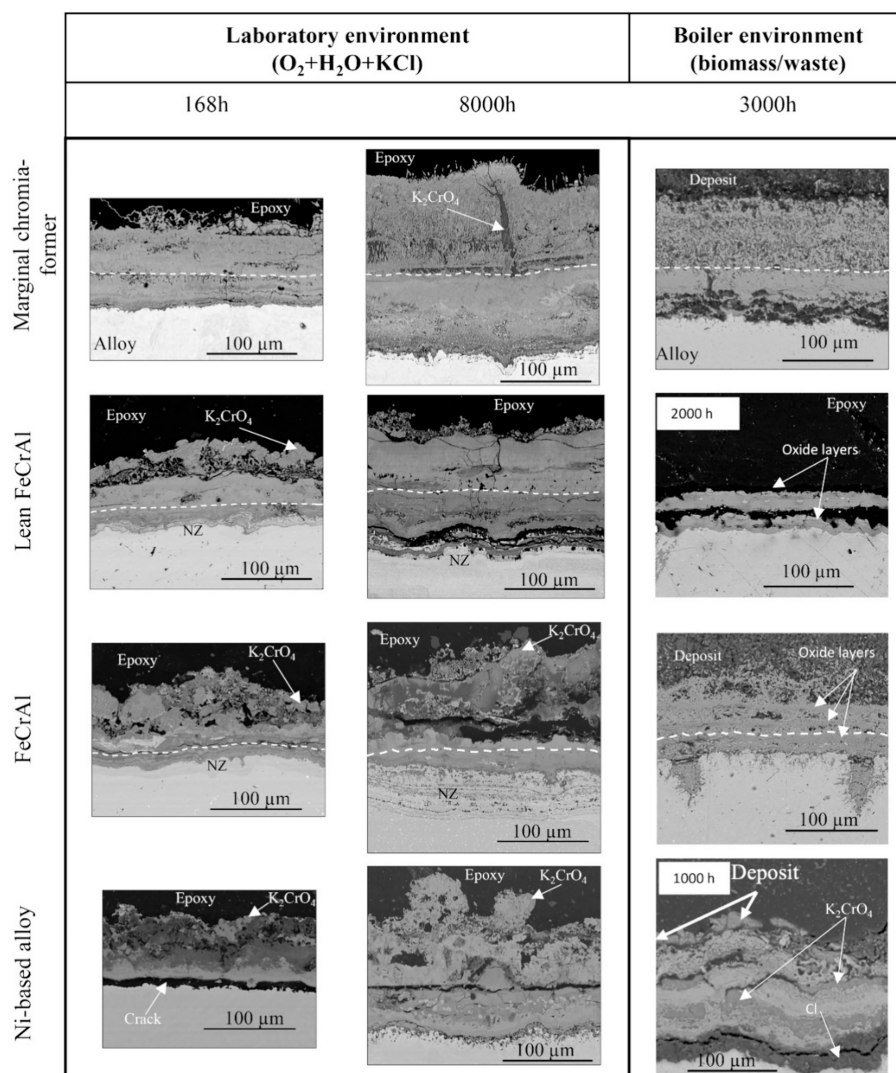 Laboratory environment
(O₂+H₂O+KCl)
Boiler environment
(biomass/waste)
168h
8000h
3000h
Marginal chromia-
former
Epoxy
Alloy
100 µm
Epoxy
K₂CrO₄
100 µm
Deposit
Alloy
100 µm
Lean FeCrAl
Epoxy
K₂CrO₄
NZ
100 µm
Epoxy
NZ
100 µm
2000 h
Epoxy
Oxide layers
100 µm
FeCrAl
Epoxy
K₂CrO₄
NZ
100 µm
Epoxy
K₂CrO₄
NZ
100 µm
Deposit
Oxide layers
100 µm
Ni-based alloy
Epoxy
K₂CrO₄
Crack
100 µm
Epoxy
K₂CrO₄
100 µm
1000 h
Deposit
K₂CrO₄
Cl
100 µm